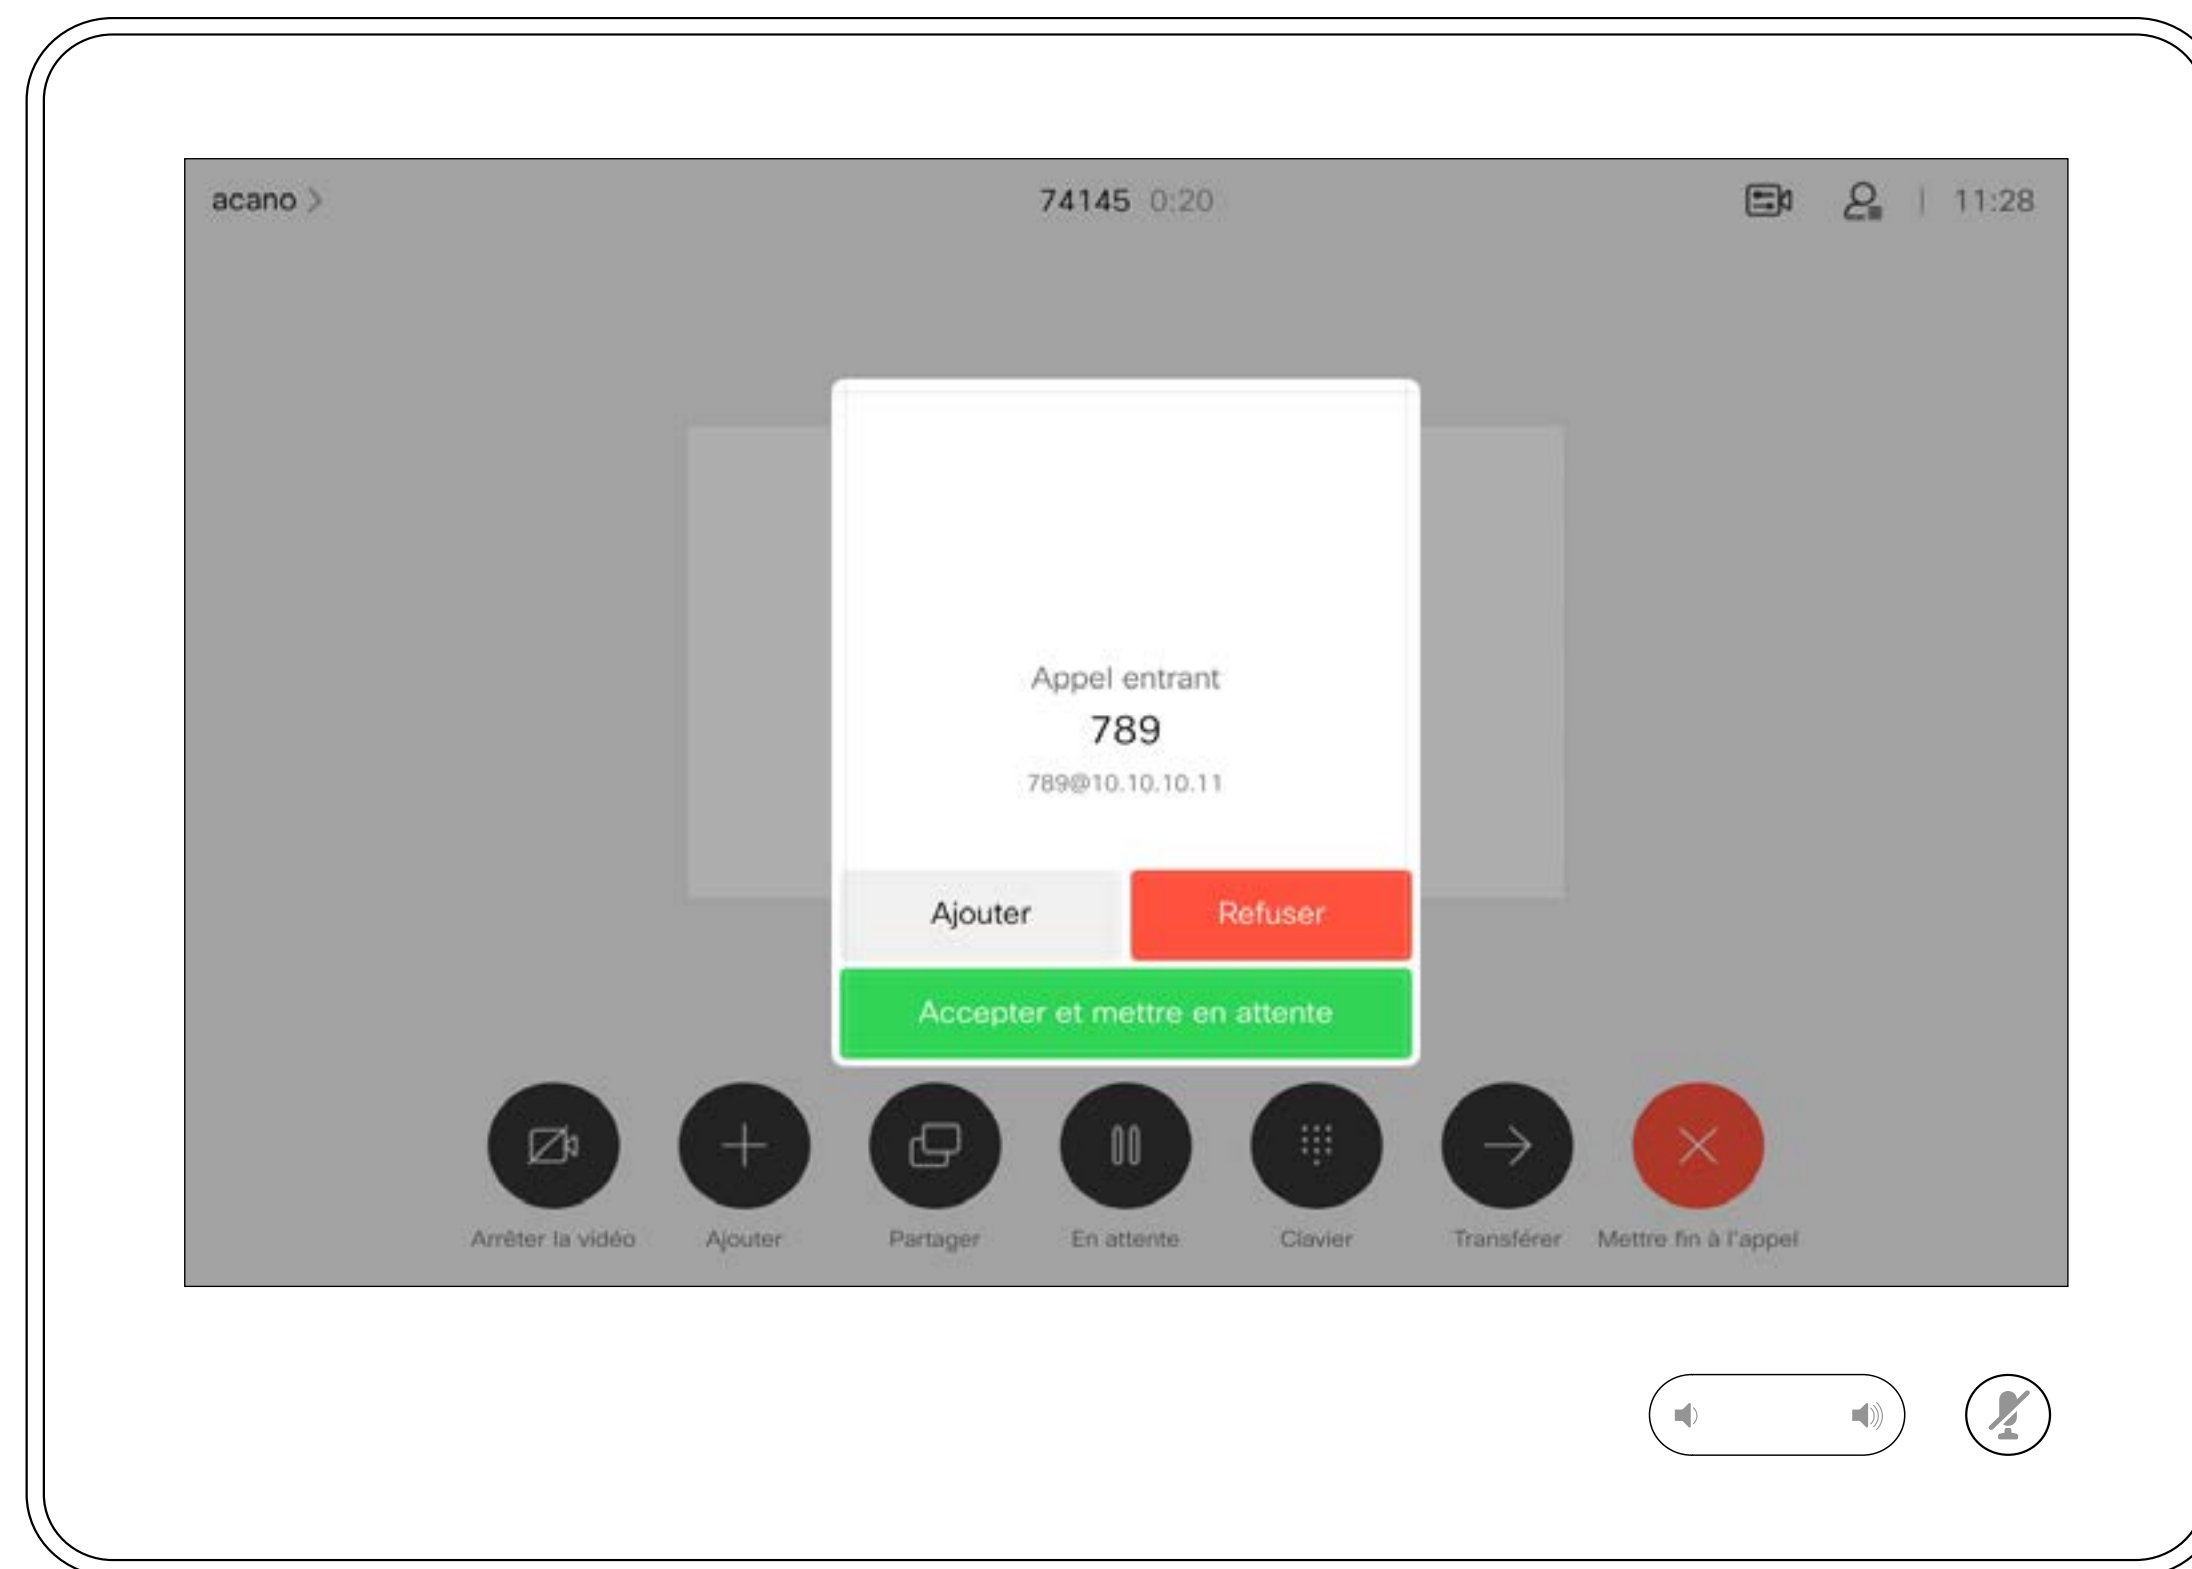 acano
74145 0:20
11:28
Appel entrant
789
789@10.10.10.11
Ajouter
Refuser
Accepter et mettre en attente
Arrêter la vidéo
Ajouter
Partager
En attente
Clavier
Transférer
Mettre fin à l'appel